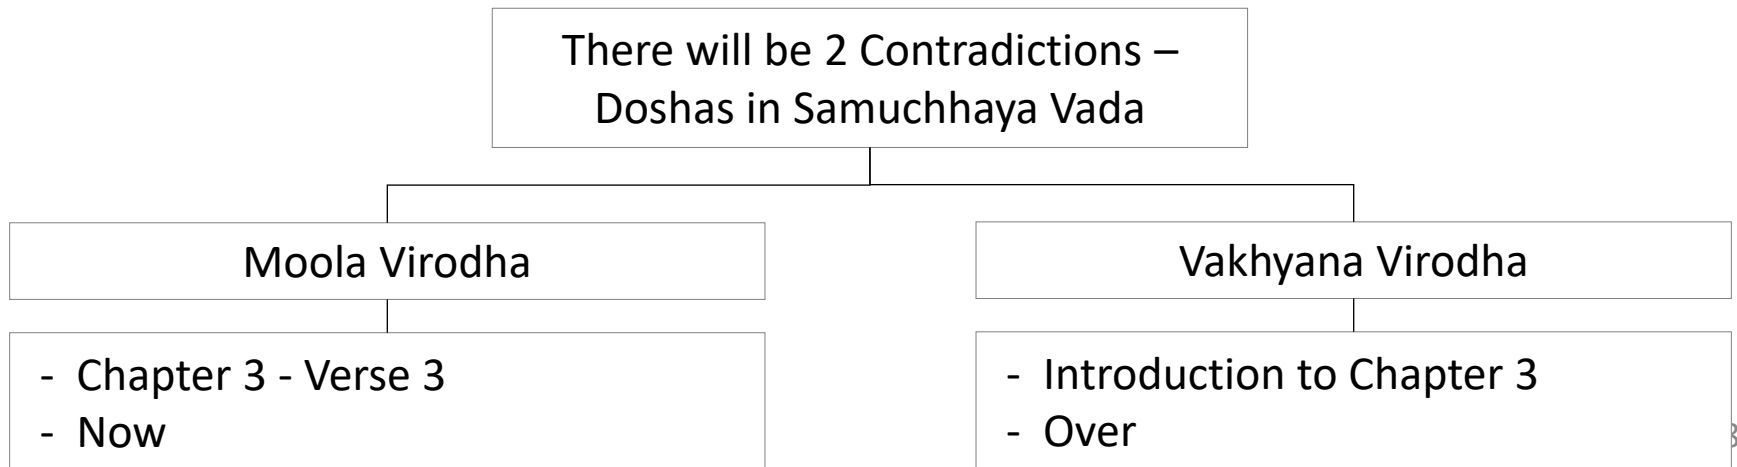 There will be 2 Contradictions –
Doshas in Samuchhaya Vada
Moola Virodha
Vakhyana Virodha
- Chapter 3 - Verse 3
- Now
- Introduction to Chapter 3
- Over